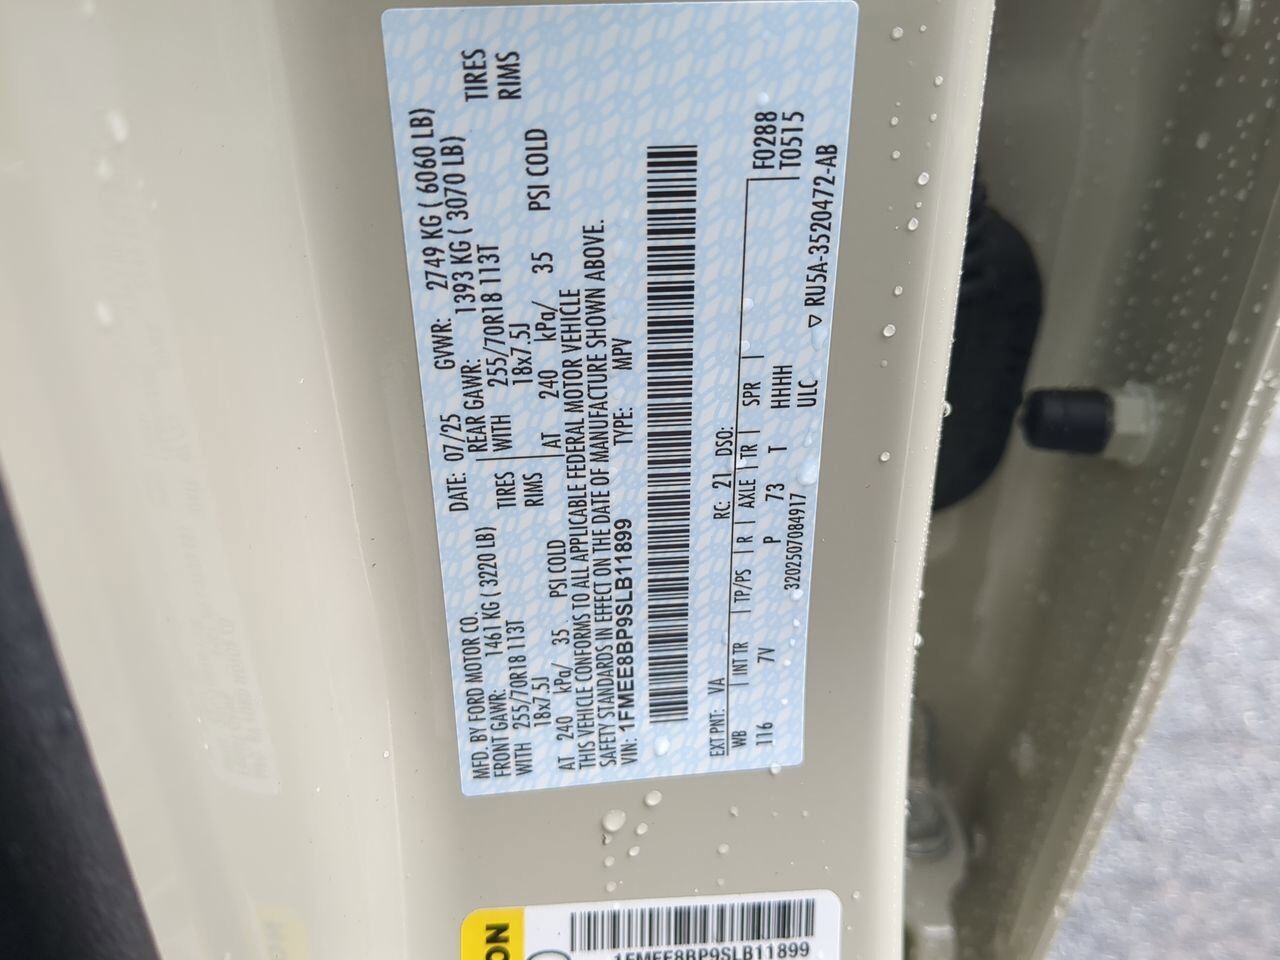 MFD. BY FORD MOTOR CO.
DATE: 07/25
GVWR: 2749 KG ( 6060 LB)
FRONT GAWR: 1461 KG ( 3220 LB)
REAR GAWR: 1393 KG ( 3070 LB)
WITH 255/70R18 113T TIRES
WITH 255/70R18 113T TIRES
18x7.5J RIMS
18x7.5J RIMS
AT 240 kPa/ 35 PSI COLD
AT 240 kPa/ 35 PSI COLD
THIS VEHICLE CONFORMS TO ALL APPLICABLE FEDERAL MOTOR VEHICLE
SAFETY STANDARDS IN EFFECT ON THE DATE OF MANUFACTURE SHOWN ABOVE.
VIN: 1FMEE8BP9SLB11899
TYPE: MPV
EXT PNT: VA RC: 21 DSO:
WB | INT TR | TP/PS | R | AXLE | TR | SPR | F0288
116 7V P 73 T HHHH T0515
3202507084917 ULC ▽ RU5A-3520472-AB
ON
1FMEE8BP9SLB11899